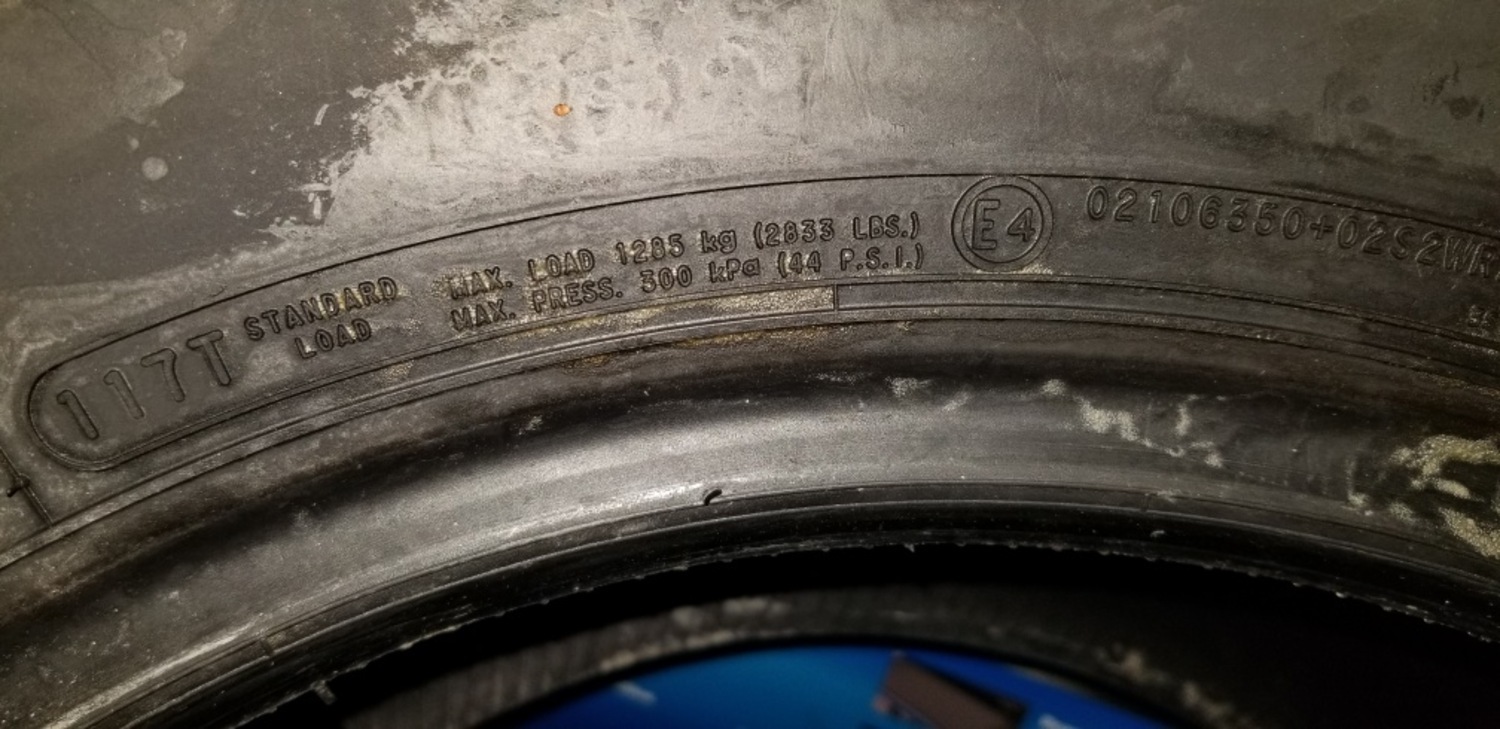 117T
STANDARD
LOAD
MAX. LOAD 1285 kg (2833 LBS.)
MAX. PRESS. 300 kPa (44 P.S.I.)
E4
02106350+02S2WR